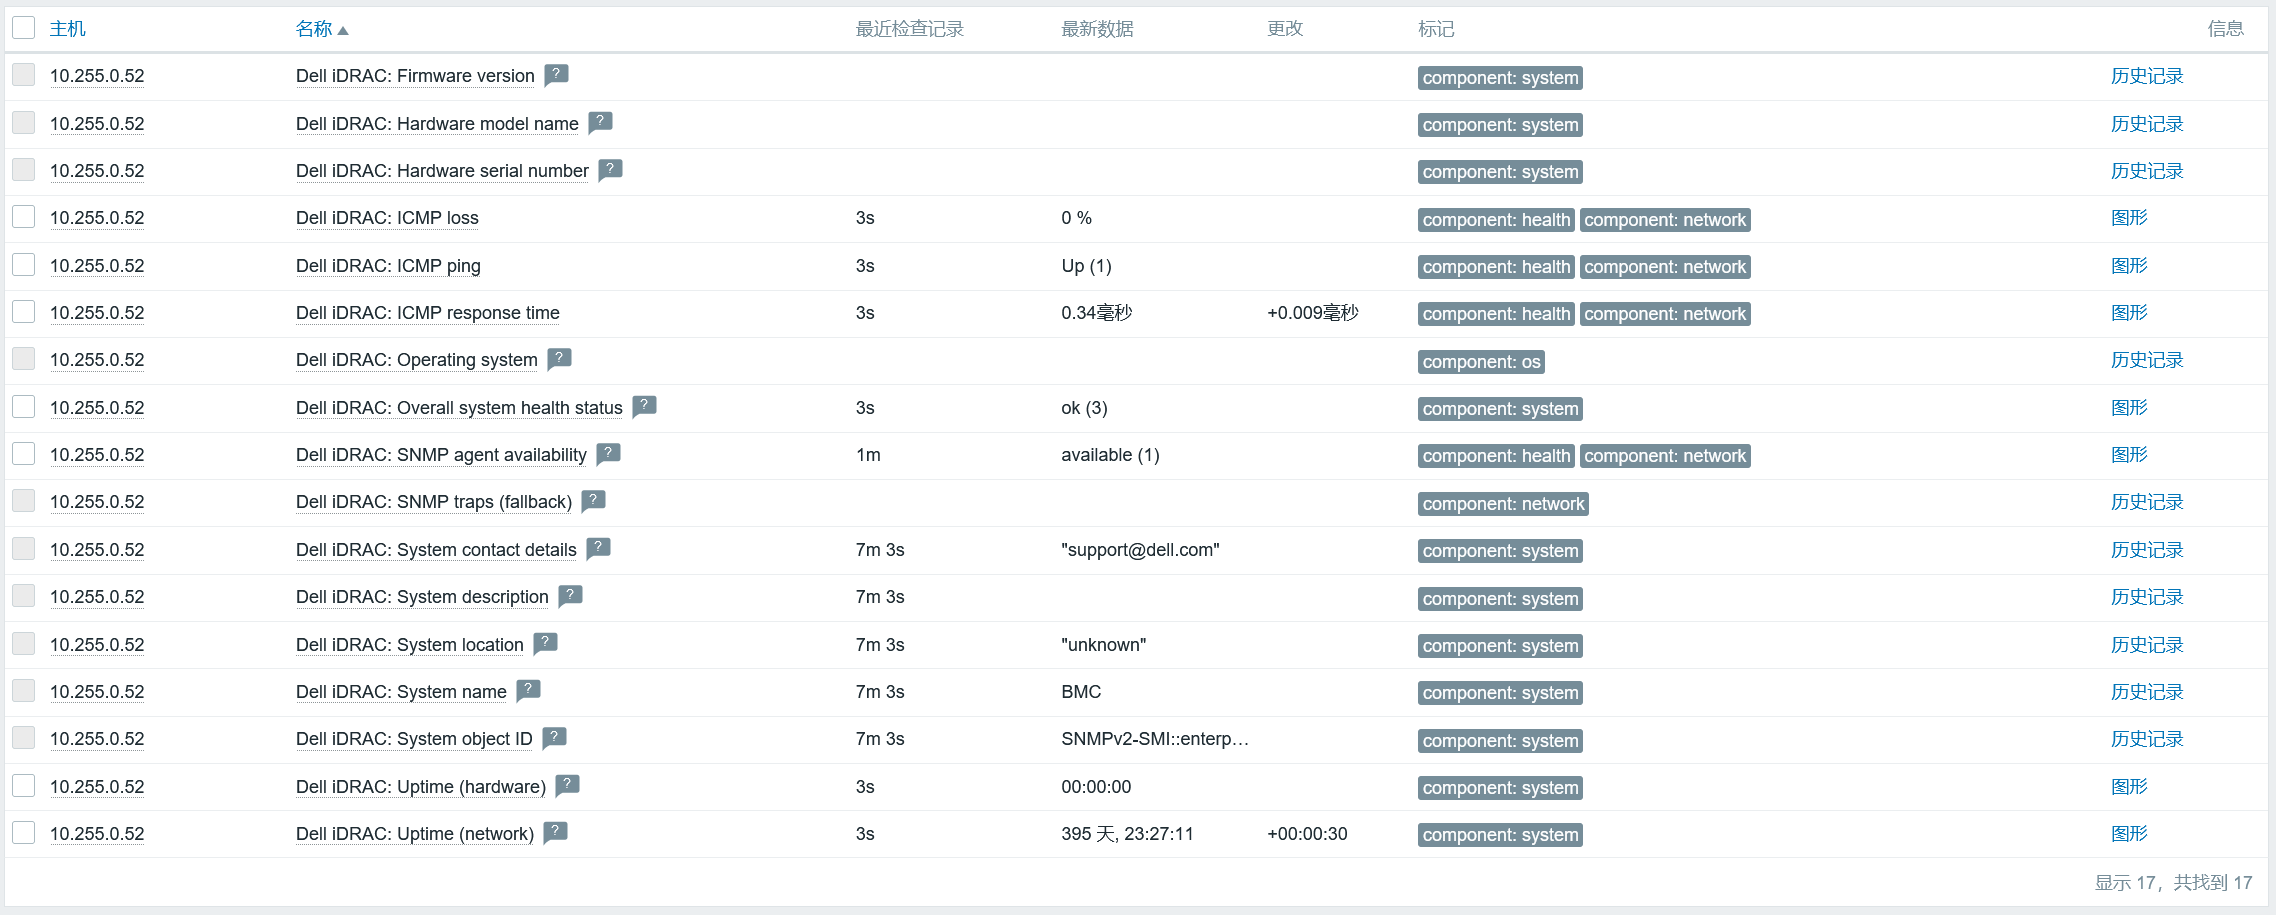 主机 名称 最近检查记录 最新数据 更改 标记 信息
10.255.0.52 Dell iDRAC: Firmware version ? component: system 历史记录
10.255.0.52 Dell iDRAC: Hardware model name ? component: system 历史记录
10.255.0.52 Dell iDRAC: Hardware serial number ? component: system 历史记录
10.255.0.52 Dell iDRAC: ICMP loss 3s 0 % component: health component: network 图形
10.255.0.52 Dell iDRAC: ICMP ping 3s Up (1) component: health component: network 图形
10.255.0.52 Dell iDRAC: ICMP response time 3s 0.34毫秒 +0.009毫秒 component: health component: network 图形
10.255.0.52 Dell iDRAC: Operating system ? component: os 历史记录
10.255.0.52 Dell iDRAC: Overall system health status ? 3s ok (3) component: system 图形
10.255.0.52 Dell iDRAC: SNMP agent availability ? 1m available (1) component: health component: network 图形
10.255.0.52 Dell iDRAC: SNMP traps (fallback) ? component: network 历史记录
10.255.0.52 Dell iDRAC: System contact details ? 7m 3s "support@dell.com" component: system 历史记录
10.255.0.52 Dell iDRAC: System description ? 7m 3s component: system 历史记录
10.255.0.52 Dell iDRAC: System location ? 7m 3s "unknown" component: system 历史记录
10.255.0.52 Dell iDRAC: System name ? 7m 3s BMC component: system 历史记录
10.255.0.52 Dell iDRAC: System object ID ? 7m 3s SNMPv2-SMI::enterp… component: system 历史记录
10.255.0.52 Dell iDRAC: Uptime (hardware) ? 3s 00:00:00 component: system 图形
10.255.0.52 Dell iDRAC: Uptime (network) ? 3s 395 天, 23:27:11 +00:00:30 component: system 图形
显示 17，共找到 17